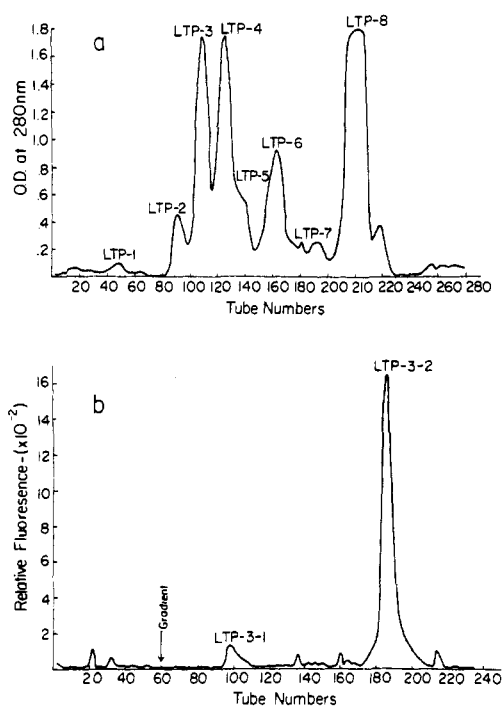 a
LTP-3
LTP-4
LTP-8
1.8
1.6
1.4
1.2
1
.8
.6
.4
.2
LTP-6
LTP-5
LTP-2
LTP-7
LTP-1
O.D. at 280nm
20 40 60 80 100 120 140 160 180 200 210 220 240 260 280
Tube Numbers
b
LTP-3-2
16
14
12
10
8
6
4
2
Relative Fluoresence-(x10⁻²)
Gradient
LTP-3-1
20 40 60 80 100 120 140 160 180 200 220 240
Tube Numbers